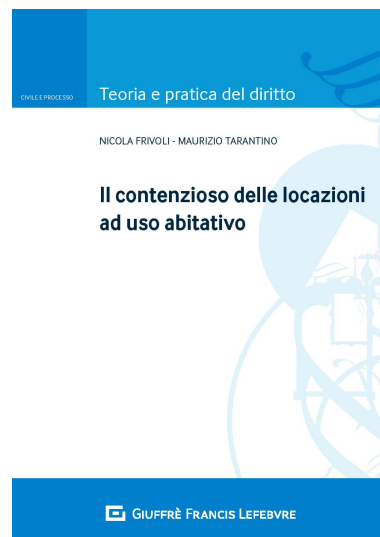 CIVILE E PROCESSO
Teoria e pratica del diritto
NICOLA FRIVOLI - MAURIZIO TARANTINO
Il contenzioso delle locazioni
ad uso abitativo
GIUFFRÈ FRANCIS LEFEBVRE